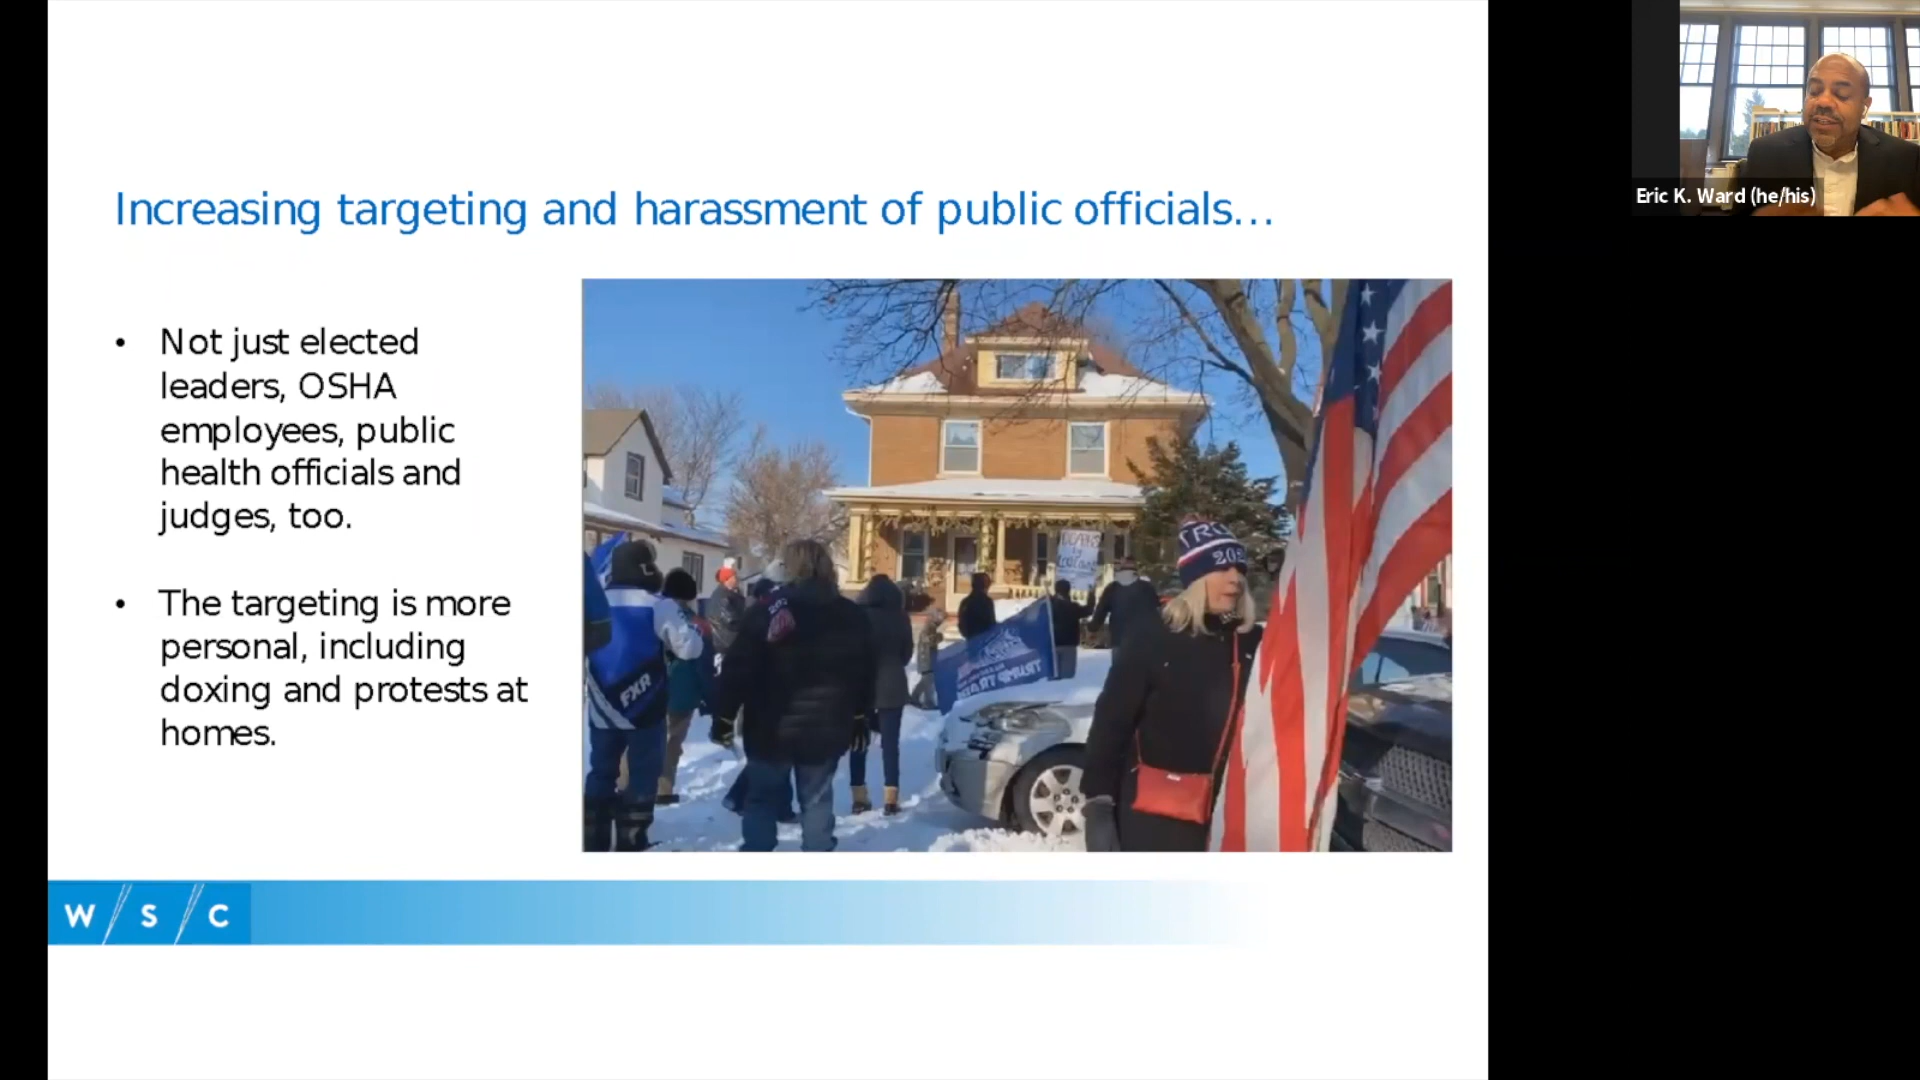 Increasing targeting and harassment of public officials...
Eric K. Ward (he/his)
• Not just elected
leaders, OSHA
employees, public
health officials and
judges, too.
• The targeting is more
personal, including
doxing and protests at
homes.
FXR
W/S/C